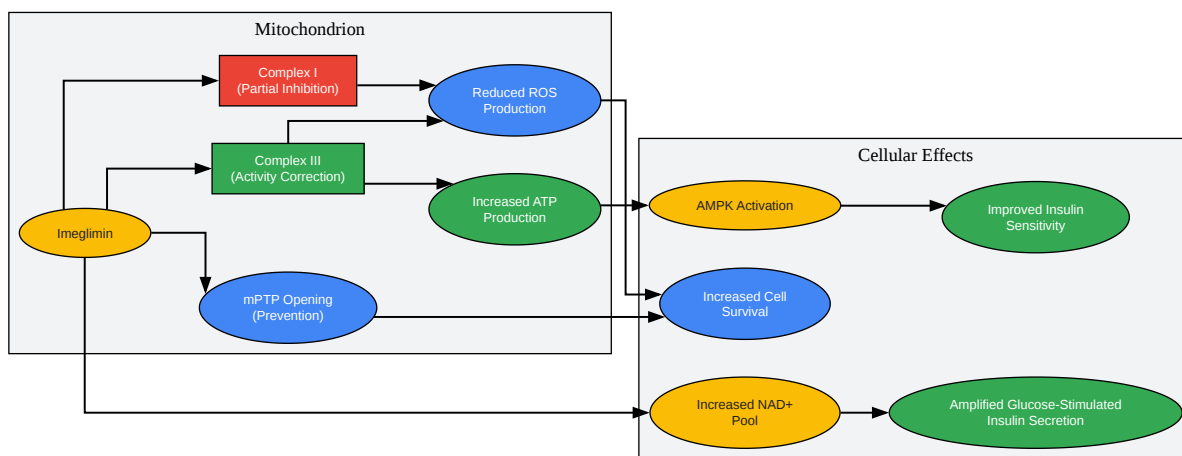 Mitochondrion
Complex I
(Partial Inhibition)
Reduced ROS
Production
Complex III
(Activity Correction)
Increased ATP
Production
Imeglimin
mPTP Opening
(Prevention)
Cellular Effects
AMPK Activation
Improved Insulin
Sensitivity
Increased Cell
Survival
Increased NAD+
Pool
Amplified Glucose-Stimulated
Insulin Secretion